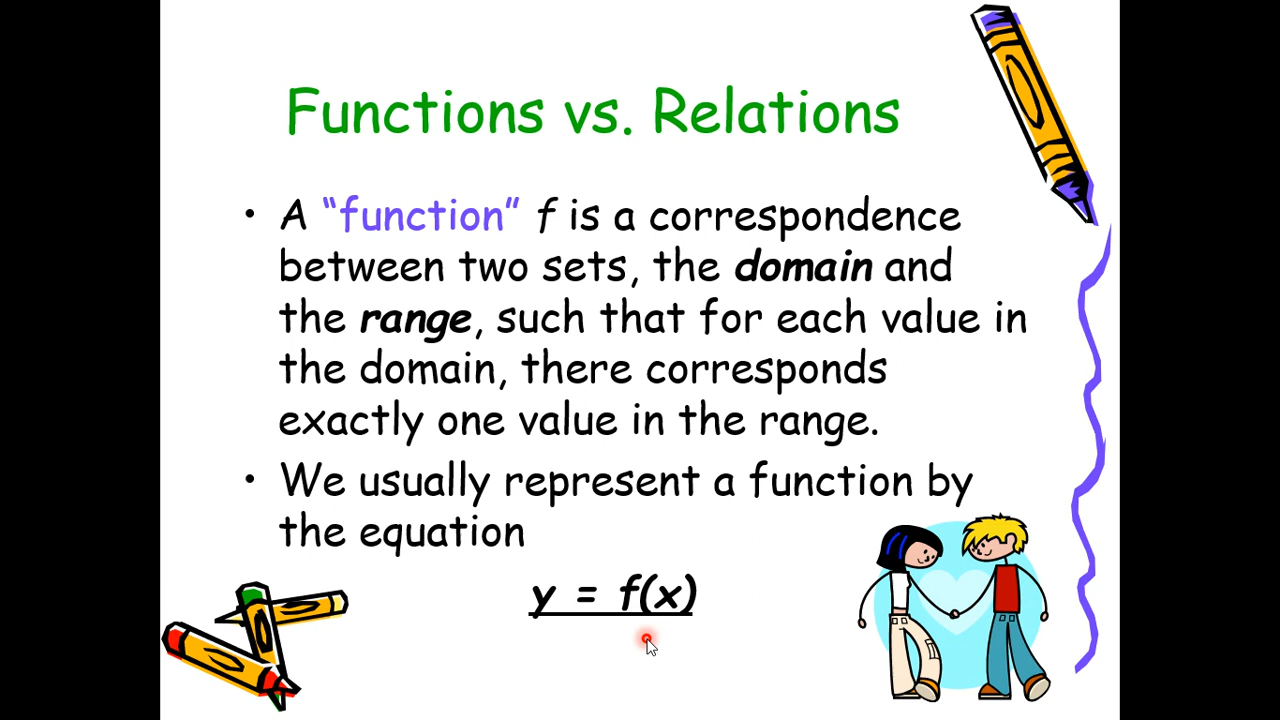 Functions vs. Relations
• A “function” f is a correspondence
between two sets, the domain and
the range, such that for each value in
the domain, there corresponds
exactly one value in the range.
• We usually represent a function by
the equation
y = f(x)